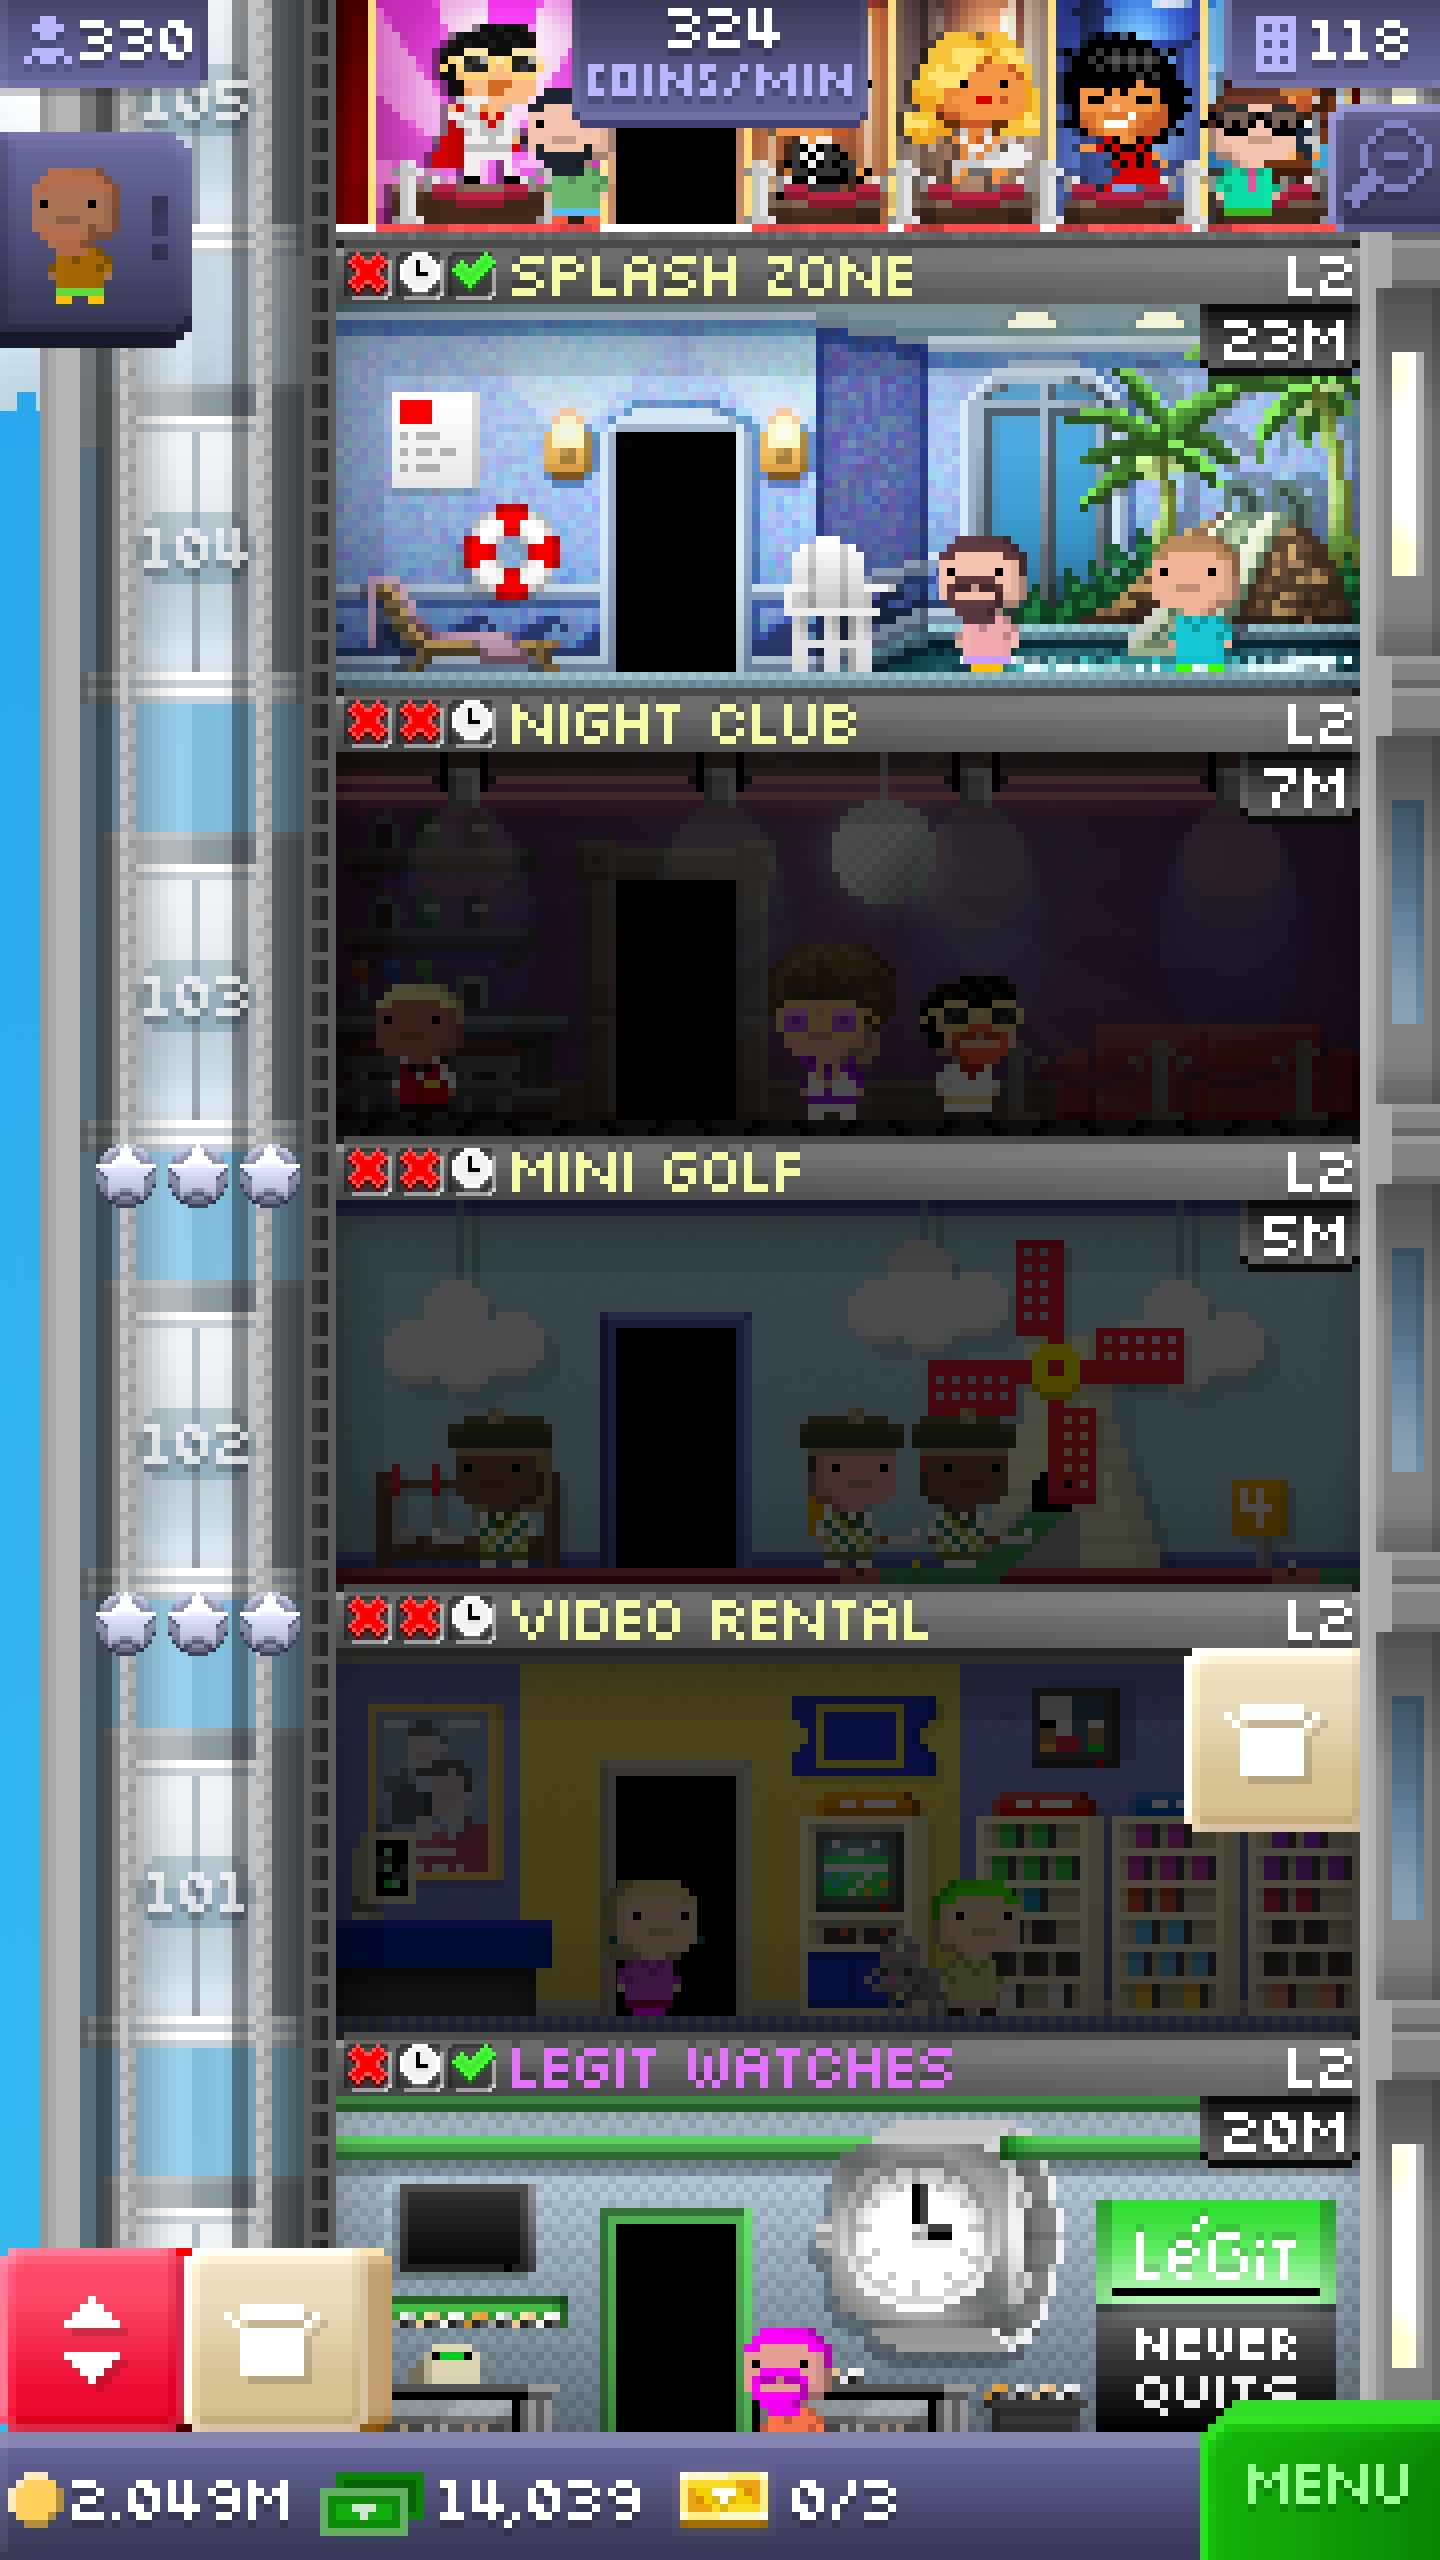 330
324
COINS/MIN
118
105
SPLASH ZONE
L2
23M
104
NIGHT CLUB
L2
7M
103
MINI GOLF
L2
5M
102
4
VIDEO RENTAL
L2
101
LEGIT WATCHES
L2
20M
LéGiT
NEVER
QUITS
2.049M
14,039
0/3
MENU